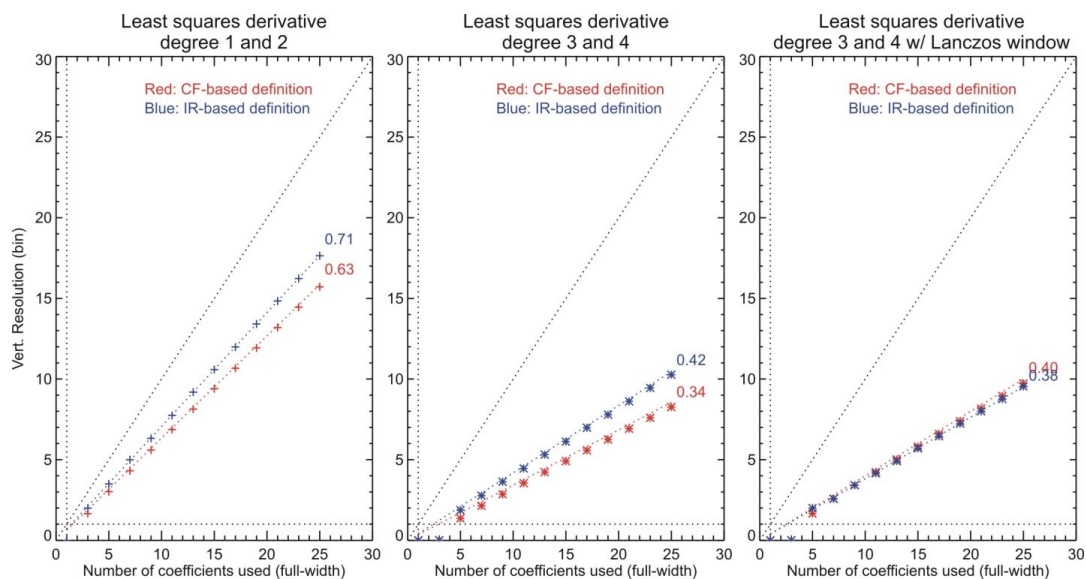 Least squares derivative
degree 1 and 2
Least squares derivative
degree 3 and 4
Least squares derivative
degree 3 and 4 w/ Lanczos window
Vert. Resolution (bin)
30
25
20
15
10
5
0
Red: CF-based definition
Blue: IR-based definition
0.71
0.63
0 5 10 15 20 25 30
Number of coefficients used (full-width)
30
25
20
15
10
5
0
Red: CF-based definition
Blue: IR-based definition
0.42
0.34
0 5 10 15 20 25 30
Number of coefficients used (full-width)
30
25
20
15
10
5
0
Red: CF-based definition
Blue: IR-based definition
0.40
0.38
0 5 10 15 20 25 30
Number of coefficients used (full-width)